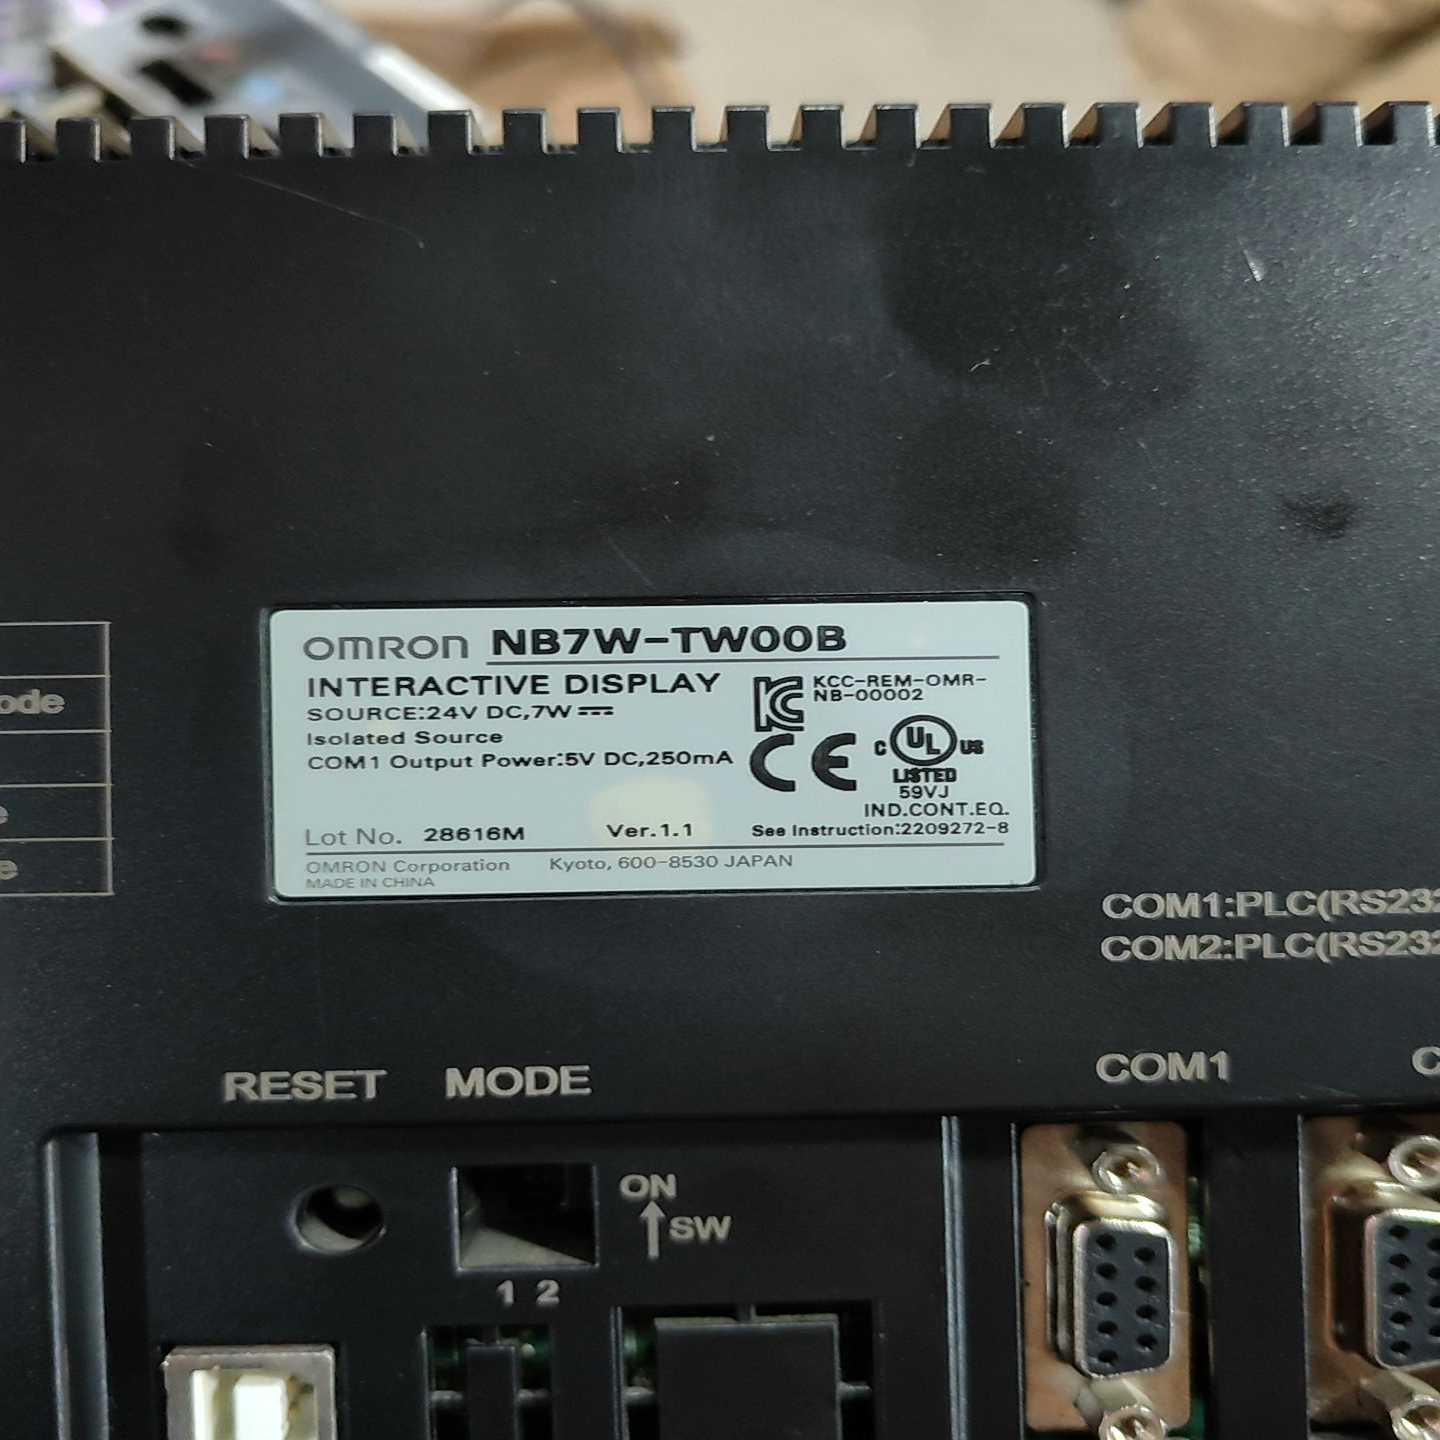 OMRON NB7W-TW00B
INTERACTIVE DISPLAY
SOURCE:24V DC,7W
Isolated Source
COM1 Output Power:5V DC,250mA
KCC-REM-OMR-
NB-00002
CE
C UL US
LISTED
59VJ
IND.CONT.EQ.
Lot No. 28616M Ver.1.1 See Instruction:2209272-8
OMRON Corporation Kyoto, 600-8530 JAPAN
MADE IN CHINA
ode
e
e
COM1:PLC(RS232
COM2:PLC(RS232
RESET MODE COM1 C
ON
SW
1 2